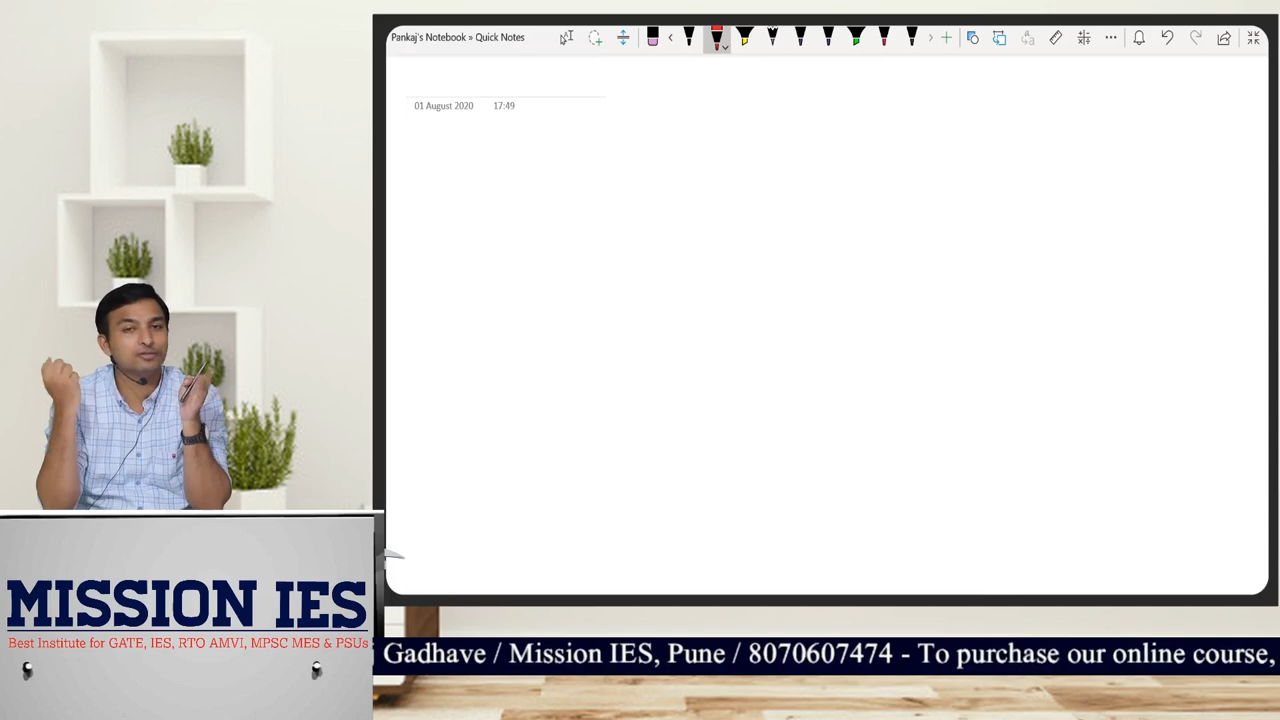 Pankaj's Notebook » Quick Notes
01 August 2020 17:49
MISSION IES
Best Institute for GATE, IES, RTO AMVI, MPSC MES & PSUs
Gadhave / Mission IES, Pune / 8070607474 - To purchase our online course,